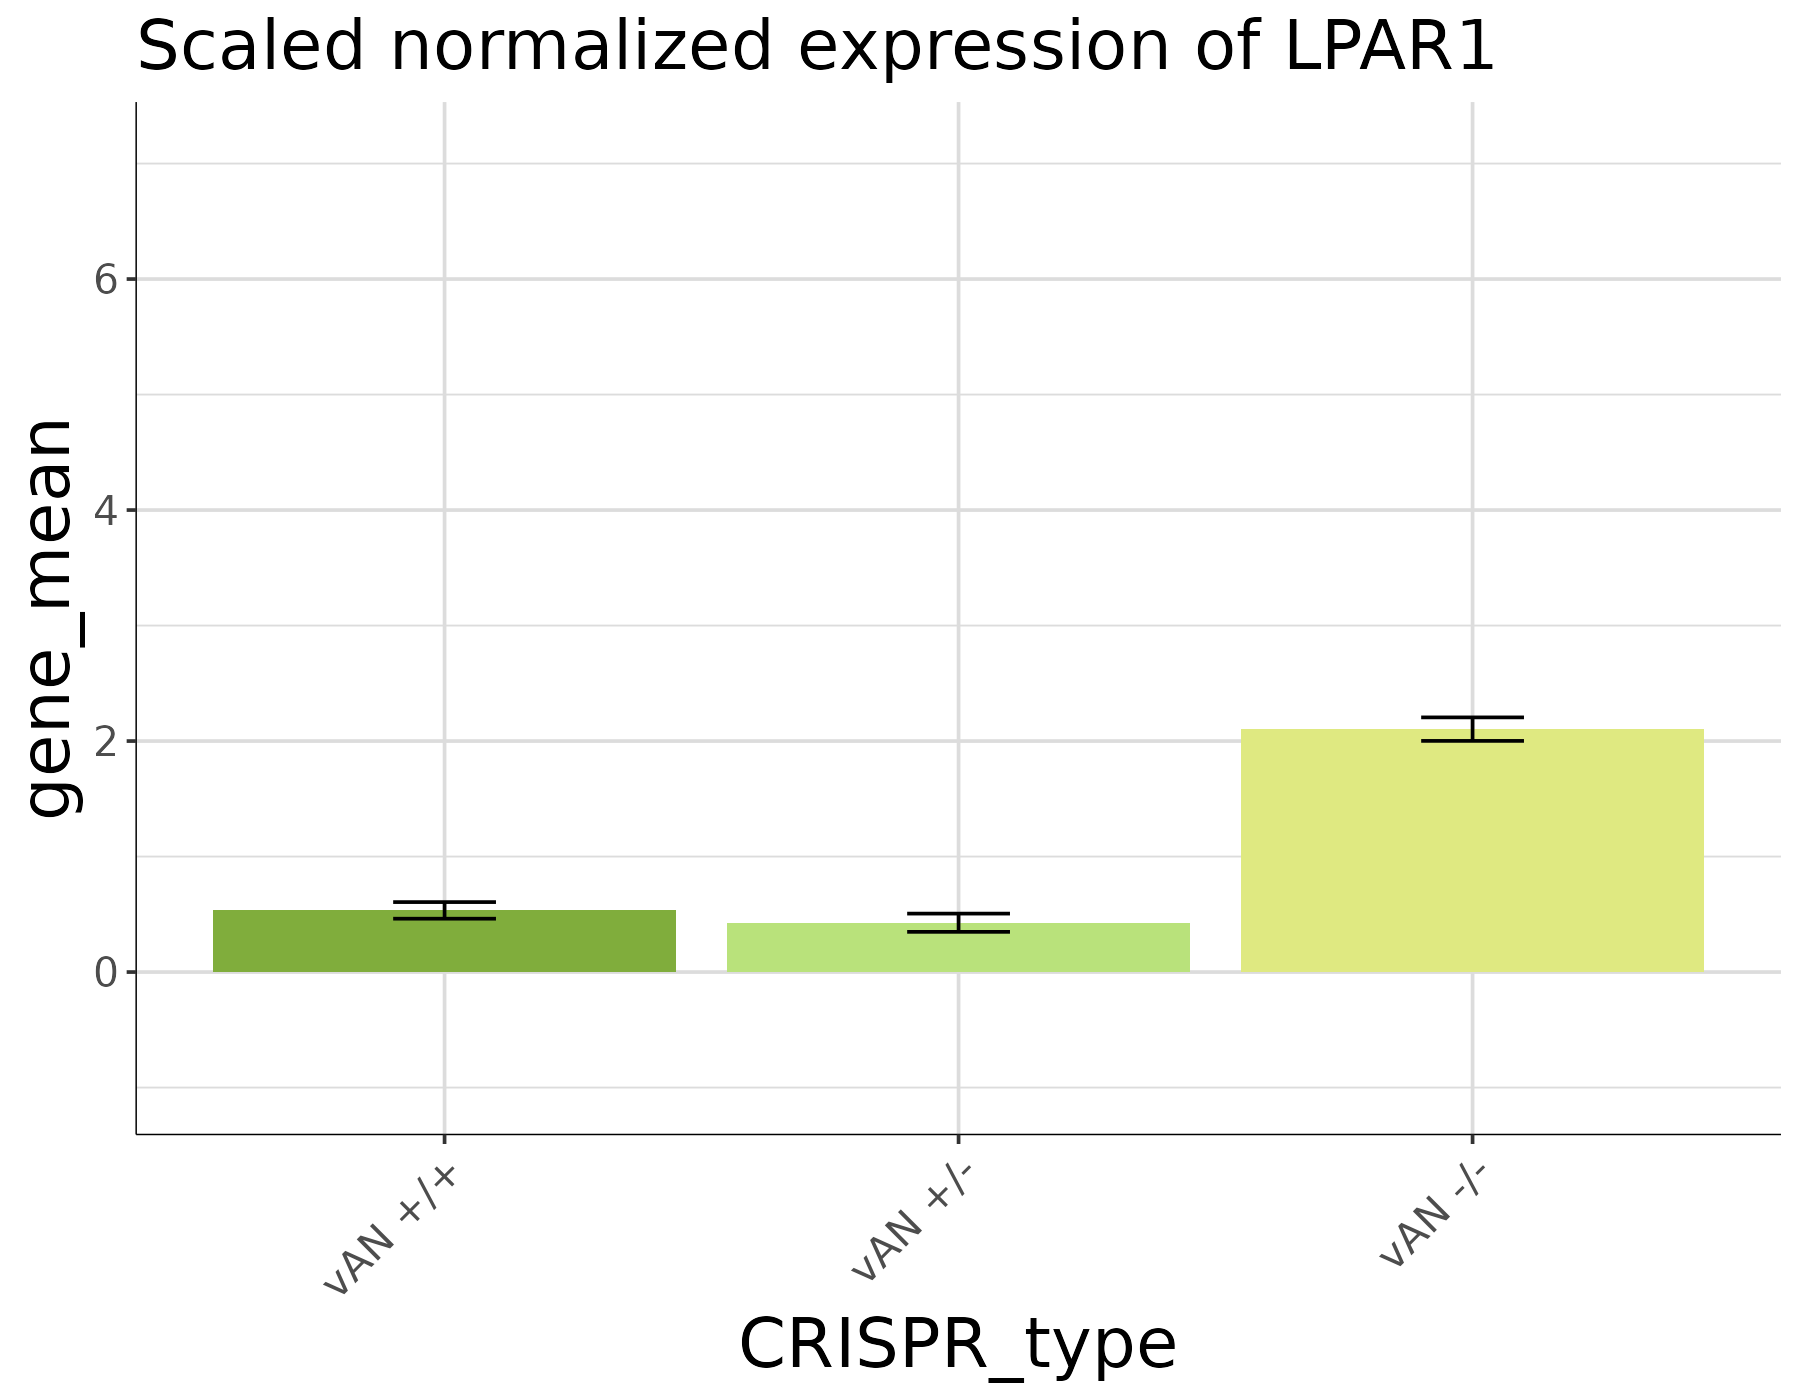 Scaled normalized expression of LPAR1
gene_mean
6
4
2
0
vAN +/+
vAN +/-
vAN -/-
CRISPR_type